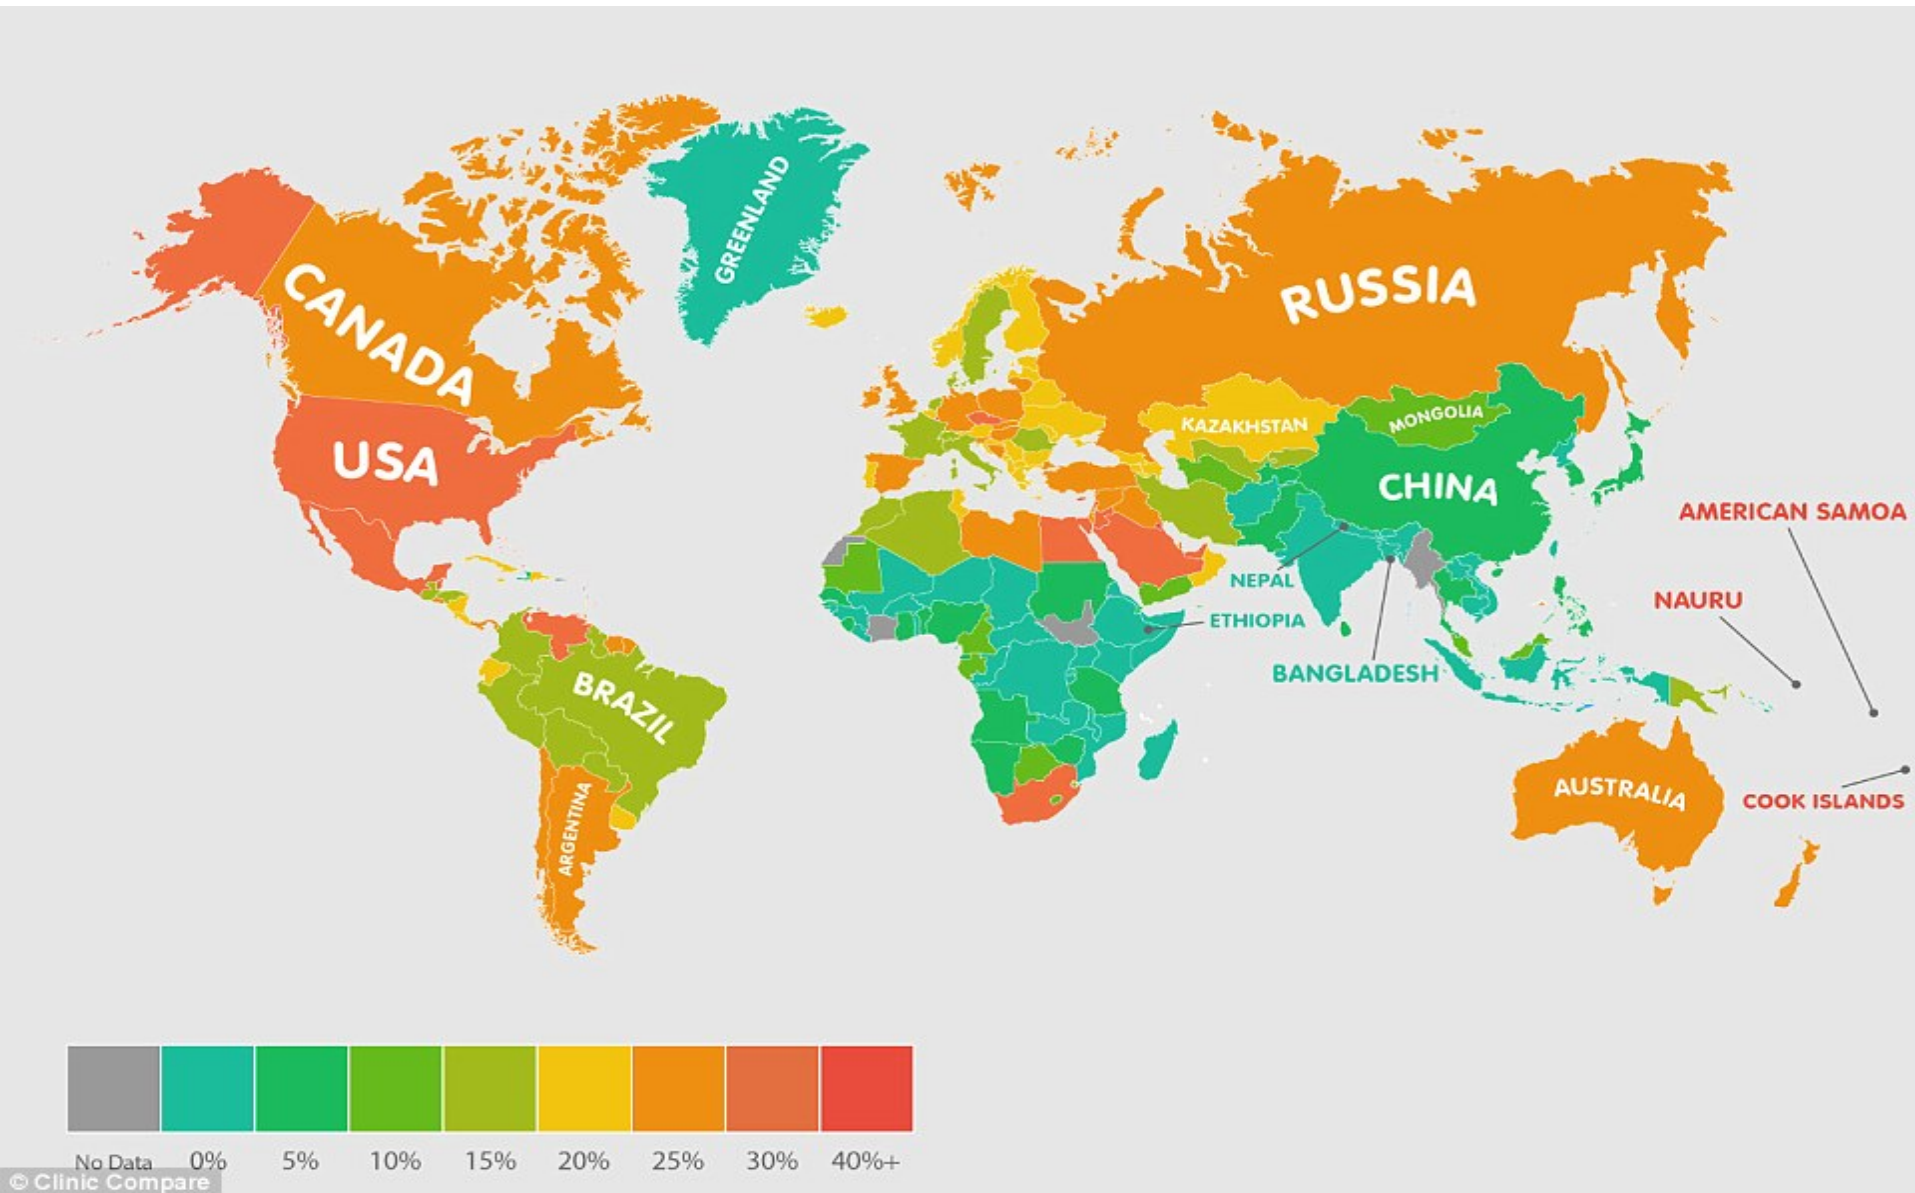 GREENLAND
CANADA
RUSSIA
USA
KAZAKHSTAN
MONGOLIA
CHINA
AMERICAN SAMOA
NEPAL
NAURU
ETHIOPIA
BANGLADESH
BRAZIL
AUSTRALIA
COOK ISLANDS
ARGENTINA
No Data 0% 5% 10% 15% 20% 25% 30% 40%+
© Clinic Compare